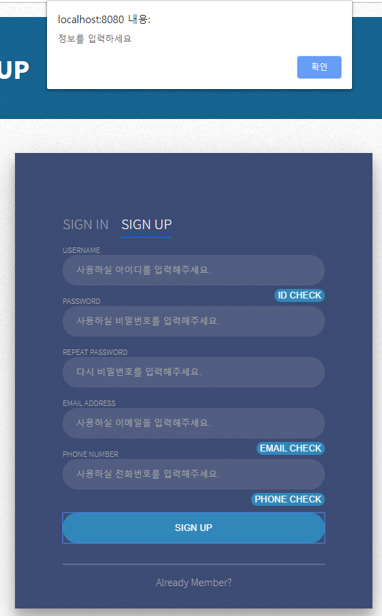 localhost:8080 내용:
정보를 입력하세요
확인
UP
SIGN IN SIGN UP
USERNAME
사용하실 아이디를 입력해주세요.
ID CHECK
PASSWORD
사용하실 비밀번호를 입력해주세요.
REPEAT PASSWORD
다시 비밀번호를 입력해주세요.
EMAIL ADDRESS
사용하실 이메일을 입력해주세요.
EMAIL CHECK
PHONE NUMBER
사용하실 전화번호를 입력해주세요.
PHONE CHECK
SIGN UP
Already Member?